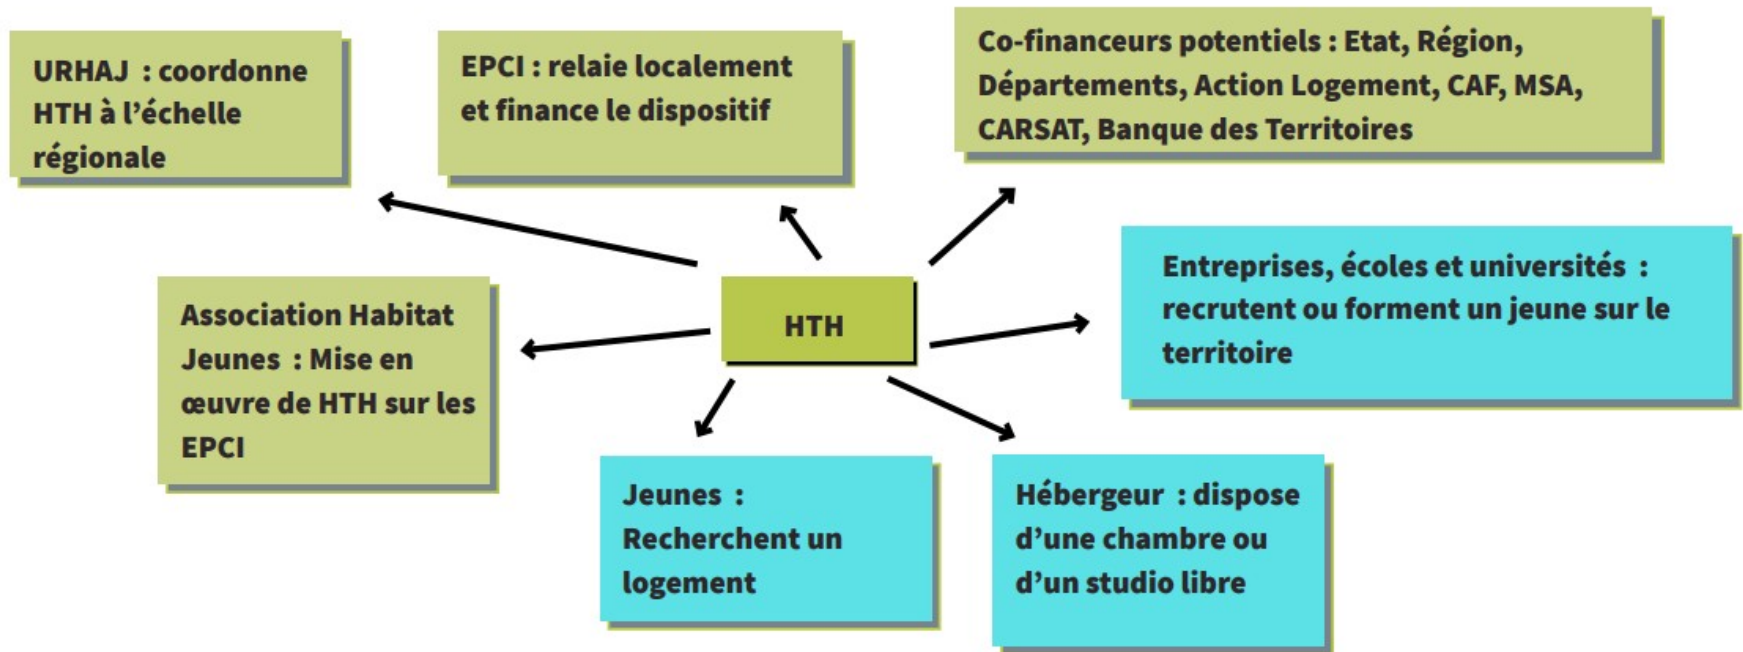 URHAJ : coordonne
HTH à l’échelle
régionale
EPCI : relaie localement
et finance le dispositif
Co-financeurs potentiels : Etat, Région,
Départements, Action Logement, CAF, MSA,
CARSAT, Banque des Territoires
Association Habitat
Jeunes : Mise en
œuvre de HTH sur les
EPCI
HTH
Entreprises, écoles et universités :
recrutent ou forment un jeune sur le
territoire
Jeunes :
Recherchent un
logement
Hébergeur : dispose
d’une chambre ou
d’un studio libre